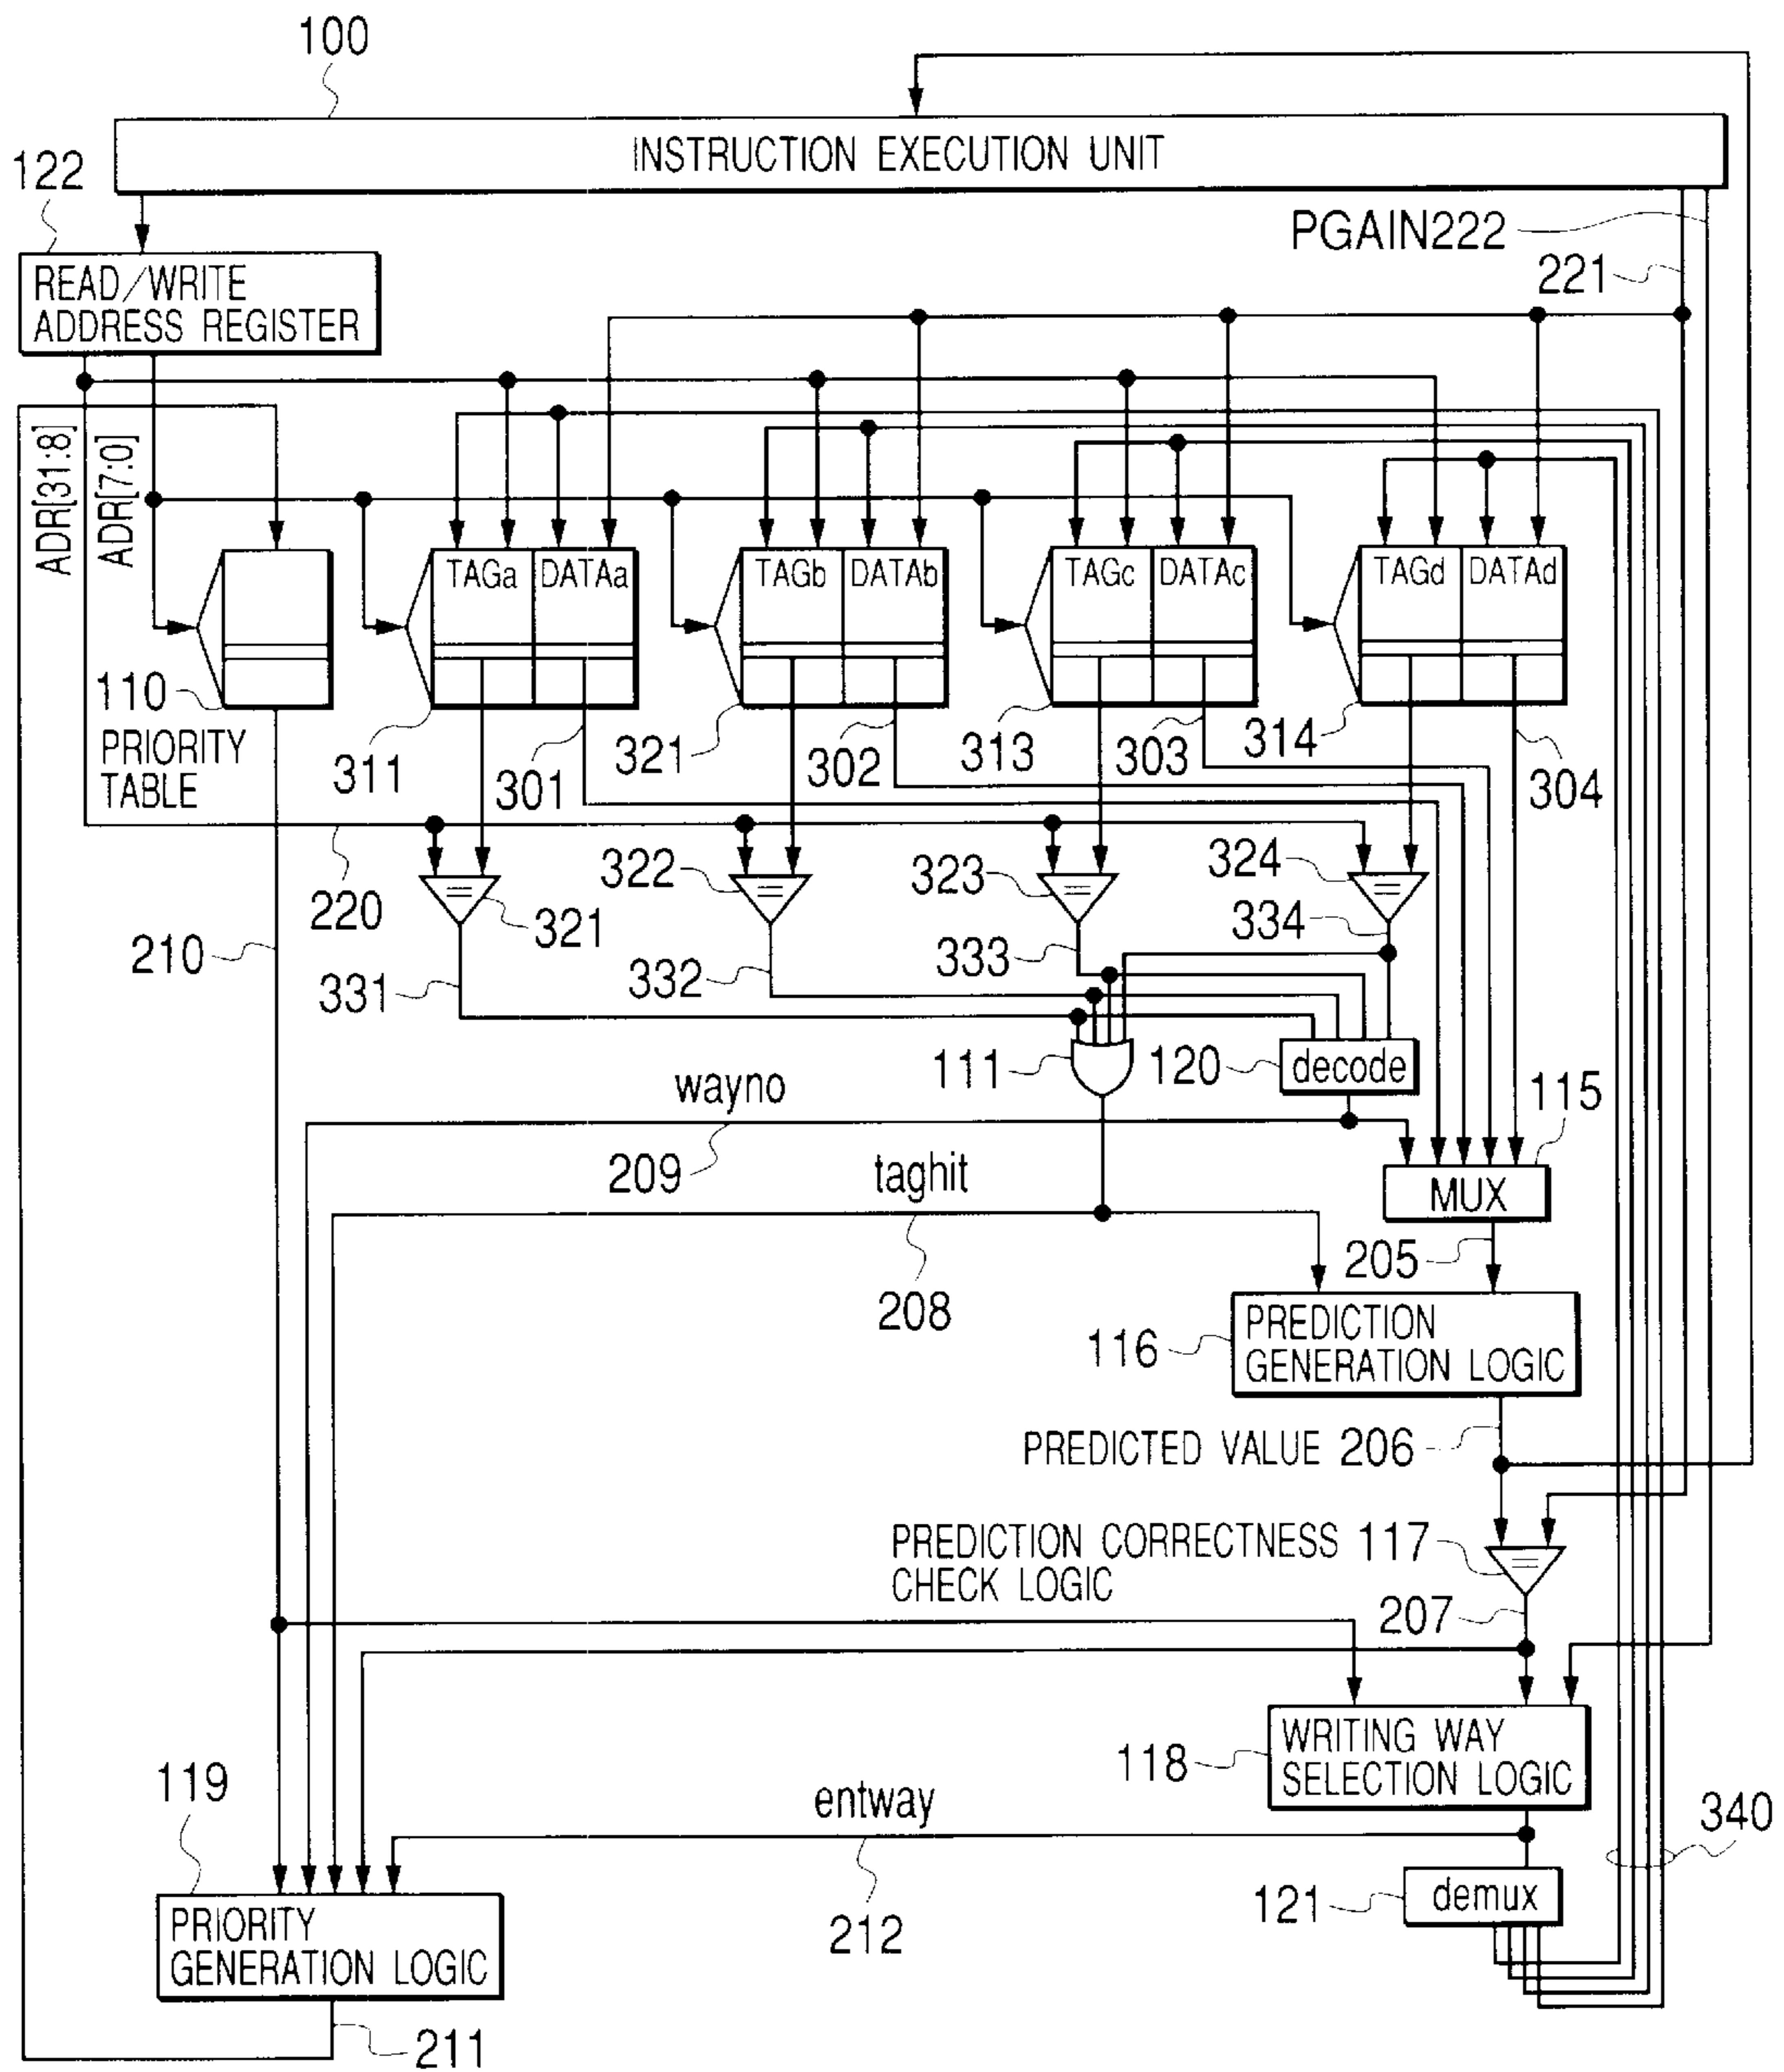 100
INSTRUCTION EXECUTION UNIT
122
PGAIN222
221
READ/WRITE
ADDRESS REGISTER
ADR[31:8]
ADR[7:0]
TAGa
DATAa
TAGb
DATAb
TAGc
DATAc
TAGd
DATAd
110
PRIORITY
TABLE
311
301
321
302
313
303
314
304
220
321
322
323
324
210
331
332
333
334
111
120
decode
wayno
209
115
MUX
taghit
208
205
116
PREDICTION
GENERATION LOGIC
PREDICTED VALUE 206
PREDICTION CORRECTNESS 117
CHECK LOGIC
207
118
WRITING WAY
SELECTION LOGIC
119
entway
212
340
121
demux
PRIORITY
GENERATION LOGIC
211